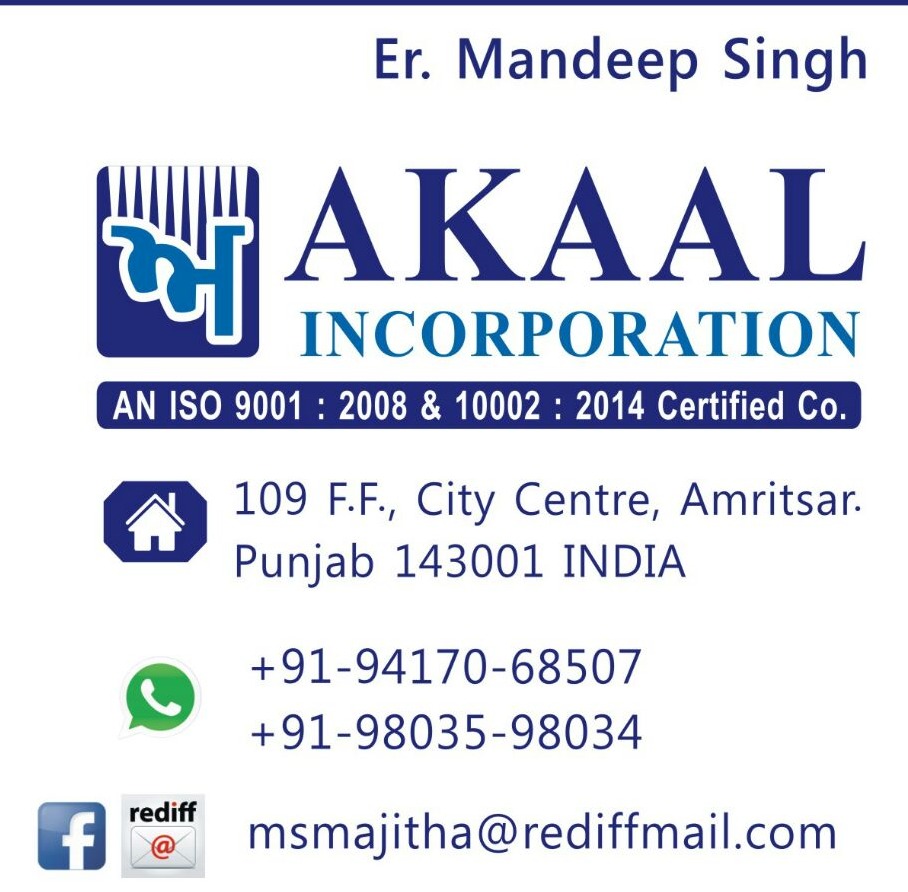 Er. Mandeep Singh
ਅ
AKAAL
INCORPORATION
AN ISO 9001 : 2008 & 10002 : 2014 Certified Co.
109 F.F., City Centre, Amritsar.
Punjab 143001 INDIA
+91-94170-68507
+91-98035-98034
f
rediff
@
msmajitha@rediffmail.com